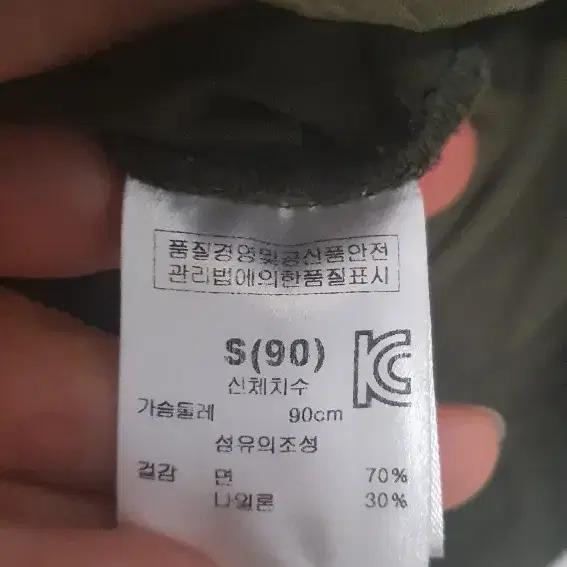 품질경영및공산품안전
관리법에의한품질표시
S(90)
신체치수
가슴둘레 90cm
섬유의조성
겉감 면 70%
나일론 30%